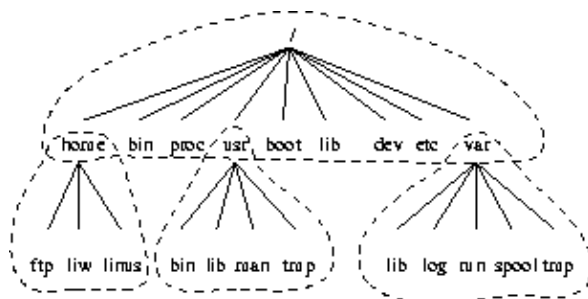 /
home bin proc usr boot lib dev etc var
ftp liw linus bin lib man tmp lib log run spool tmp